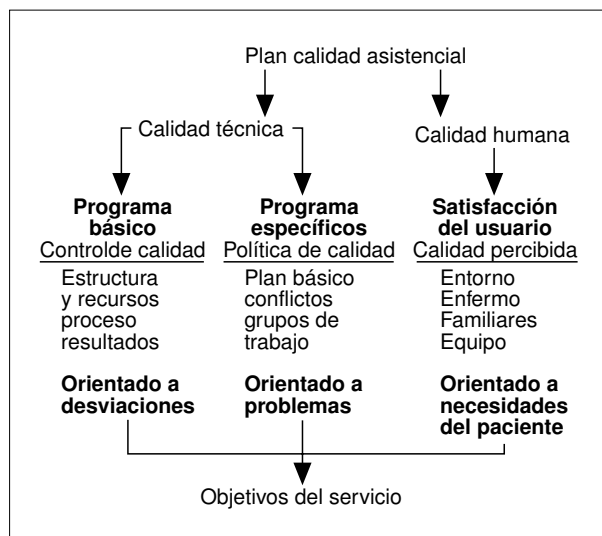 Plan calidad asistencial
Calidad técnica
Calidad humana
Programa
básico
Controlde calidad
Estructura
y recursos
proceso
resultados
Orientado a
desviaciones
Programa
específicos
Política de calidad
Plan básico
conflictos
grupos de
trabajo
Orientado a
problemas
Satisfacción
del usuario
Calidad percibida
Entorno
Enfermo
Familiares
Equipo
Orientado a
necesidades
del paciente
Objetivos del servicio